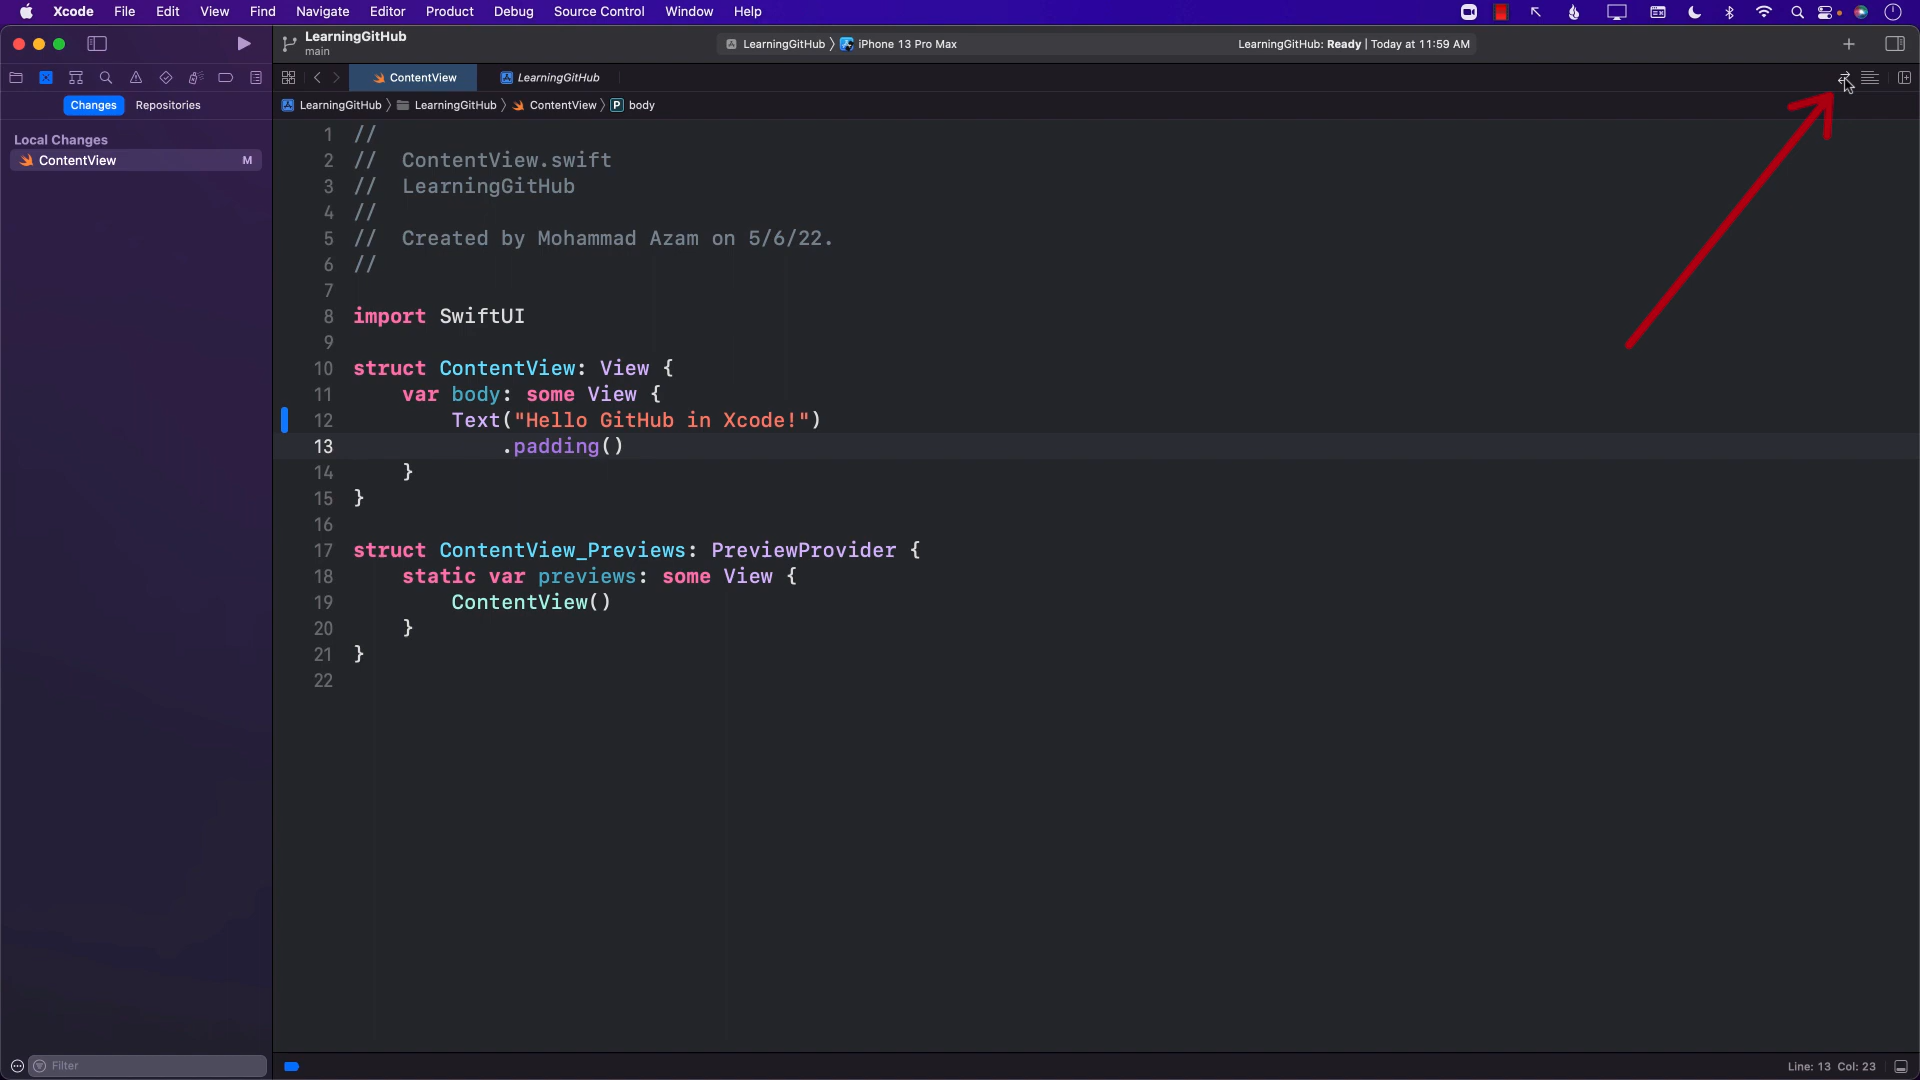 Xcode File Edit View Find Navigate Editor Product Debug Source Control Window Help
LearningGitHub
main
LearningGitHub 〉 iPhone 13 Pro Max
LearningGitHub: Ready | Today at 11:59 AM
ContentView
LearningGitHub
Changes Repositories
LearningGitHub 〉 LearningGitHub 〉 ContentView 〉 P body
Local Changes
ContentView M
1 //
2 //  ContentView.swift
3 //  LearningGitHub
4 //
5 //  Created by Mohammad Azam on 5/6/22.
6 //
7
8 import SwiftUI
9
10 struct ContentView: View {
11     var body: some View {
12         Text("Hello GitHub in Xcode!")
13             .padding()
14     }
15 }
16
17 struct ContentView_Previews: PreviewProvider {
18     static var previews: some View {
19         ContentView()
20     }
21 }
22
Filter
Line: 13 Col: 23